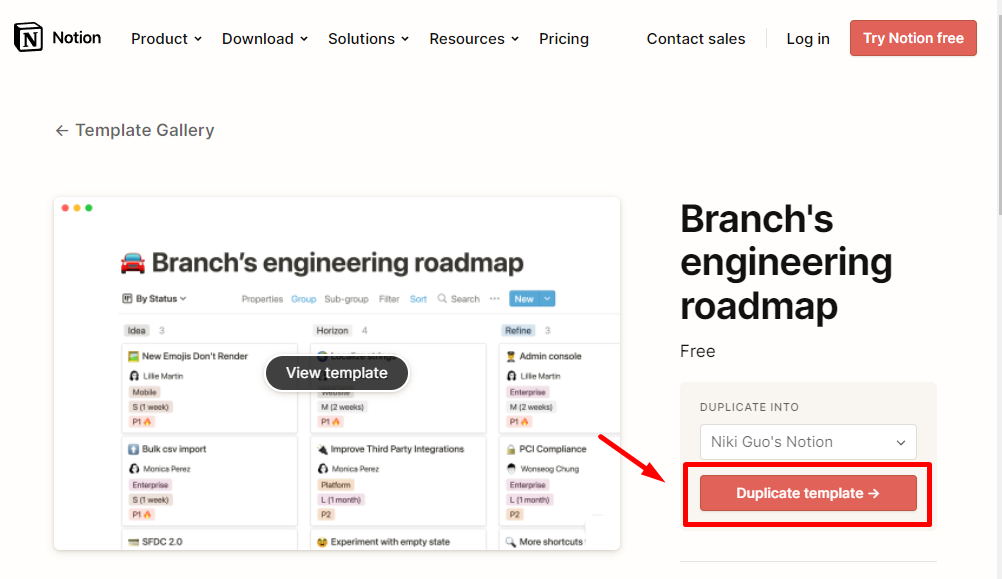 Notion Product Download Solutions Resources Pricing Contact sales Log in Try Notion free
← Template Gallery
Branch's engineering roadmap
By Status Properties Group Sub-group Filter Sort Search ... New
Idea 3
New Emojis Don't Render
Lillie Martin
Mobile
S (1 week)
P1 🔥
Bulk csv import
Monica Perez
Enterprise
S (1 week)
P1 🔥
SFDC 2.0
Horizon 4
Localize strings
Website
M (2 weeks)
P1 🔥
Improve Third Party Integrations
Monica Perez
Platform
L (1 month)
P2
Experiment with empty state
Refine 3
Admin console
Lillie Martin
Enterprise
M (2 weeks)
P1 🔥
PCI Compliance
Wonseog Chung
Enterprise
L (1 month)
P2
More shortcuts
View template
Branch's
engineering
roadmap
Free
DUPLICATE INTO
Niki Guo's Notion
Duplicate template →